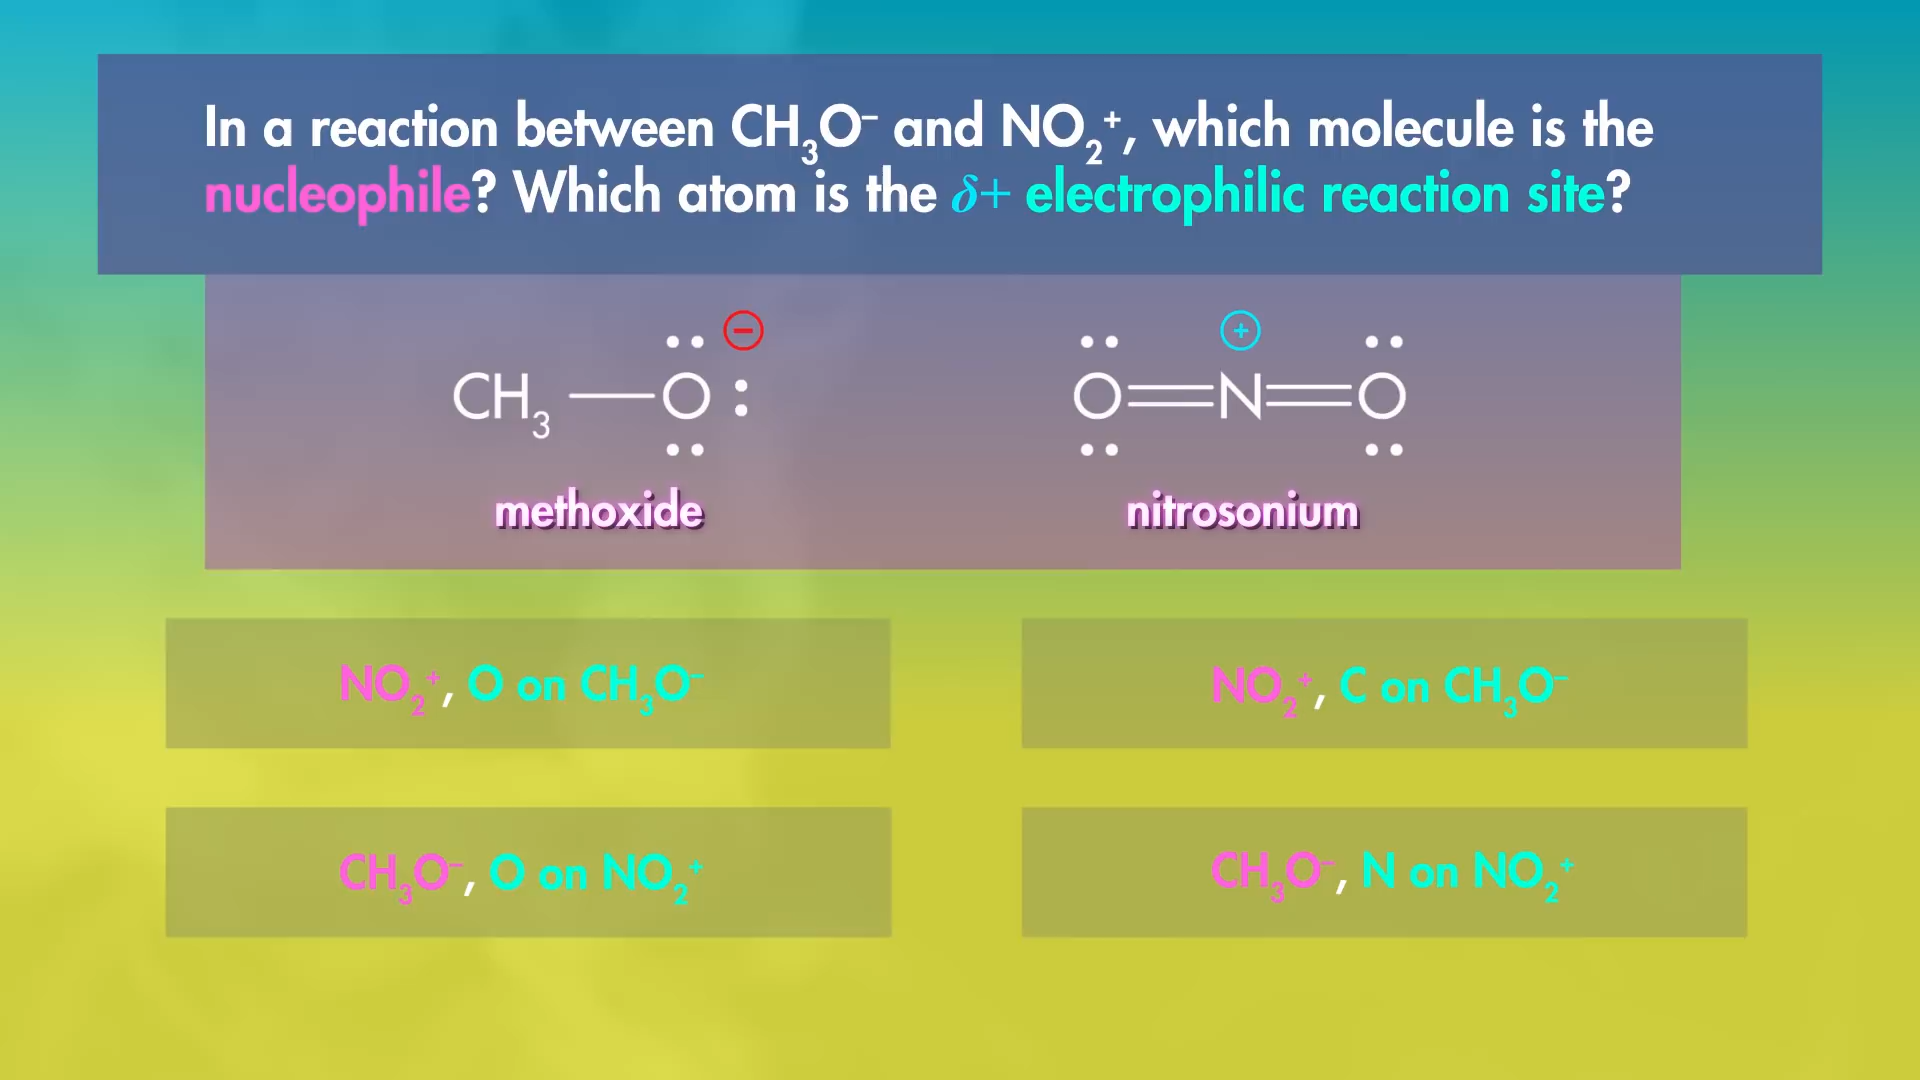 In a reaction between CH₃O⁻ and NO₂⁺, which molecule is the
nucleophile? Which atom is the δ+ electrophilic reaction site?
CH₃—O:
−
O=N=O
+
methoxide
nitrosonium
NO₂⁺, O on CH₃O⁻
NO₂⁺, C on CH₃O⁻
CH₃O⁻, O on NO₂⁺
CH₃O⁻, N on NO₂⁺